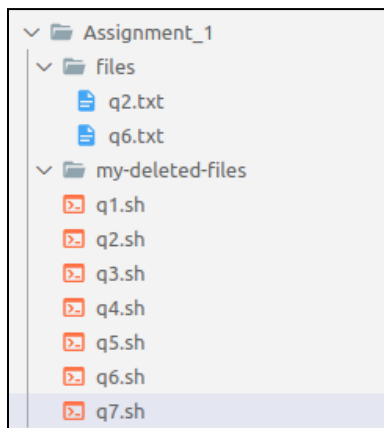 Assignment_1
files
q2.txt
q6.txt
my-deleted-files
q1.sh
q2.sh
q3.sh
q4.sh
q5.sh
q6.sh
q7.sh